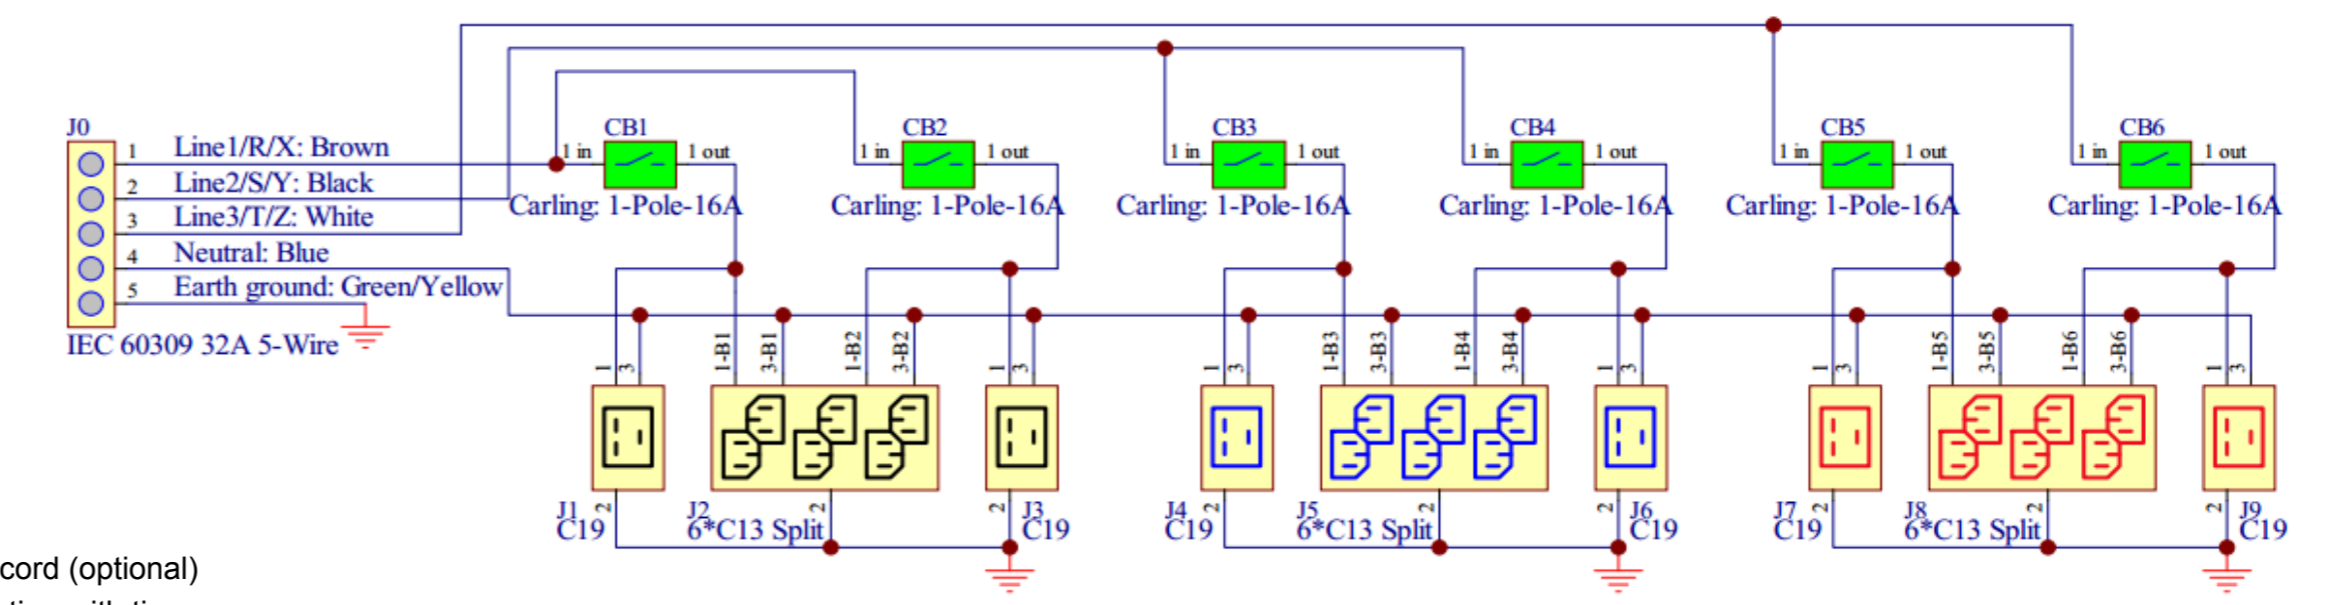 J0
1 Line1/R/X: Brown
2 Line2/S/Y: Black
3 Line3/T/Z: White
4 Neutral: Blue
5 Earth ground: Green/Yellow
IEC 60309 32A 5-Wire
CB1
1 in 1 out
Carling: 1-Pole-16A
CB2
1 in 1 out
Carling: 1-Pole-16A
CB3
1 in 1 out
Carling: 1-Pole-16A
CB4
1 in 1 out
Carling: 1-Pole-16A
CB5
1 in 1 out
Carling: 1-Pole-16A
CB6
1 in 1 out
Carling: 1-Pole-16A
1 3 1-B1 3-B1 1-B2 3-B2 1 3
1 3 1-B3 3-B3 1-B4 3-B4 1 3
1 3 1-B5 3-B5 1-B6 3-B6 1 3
J1 2
C19
J2 2
6*C13 Split
2 J3
C19
J4 2
C19
J5 2
6*C13 Split
2 J6
C19
J7 2
C19
J8 2
6*C13 Split
2 J9
C19
cord (optional)